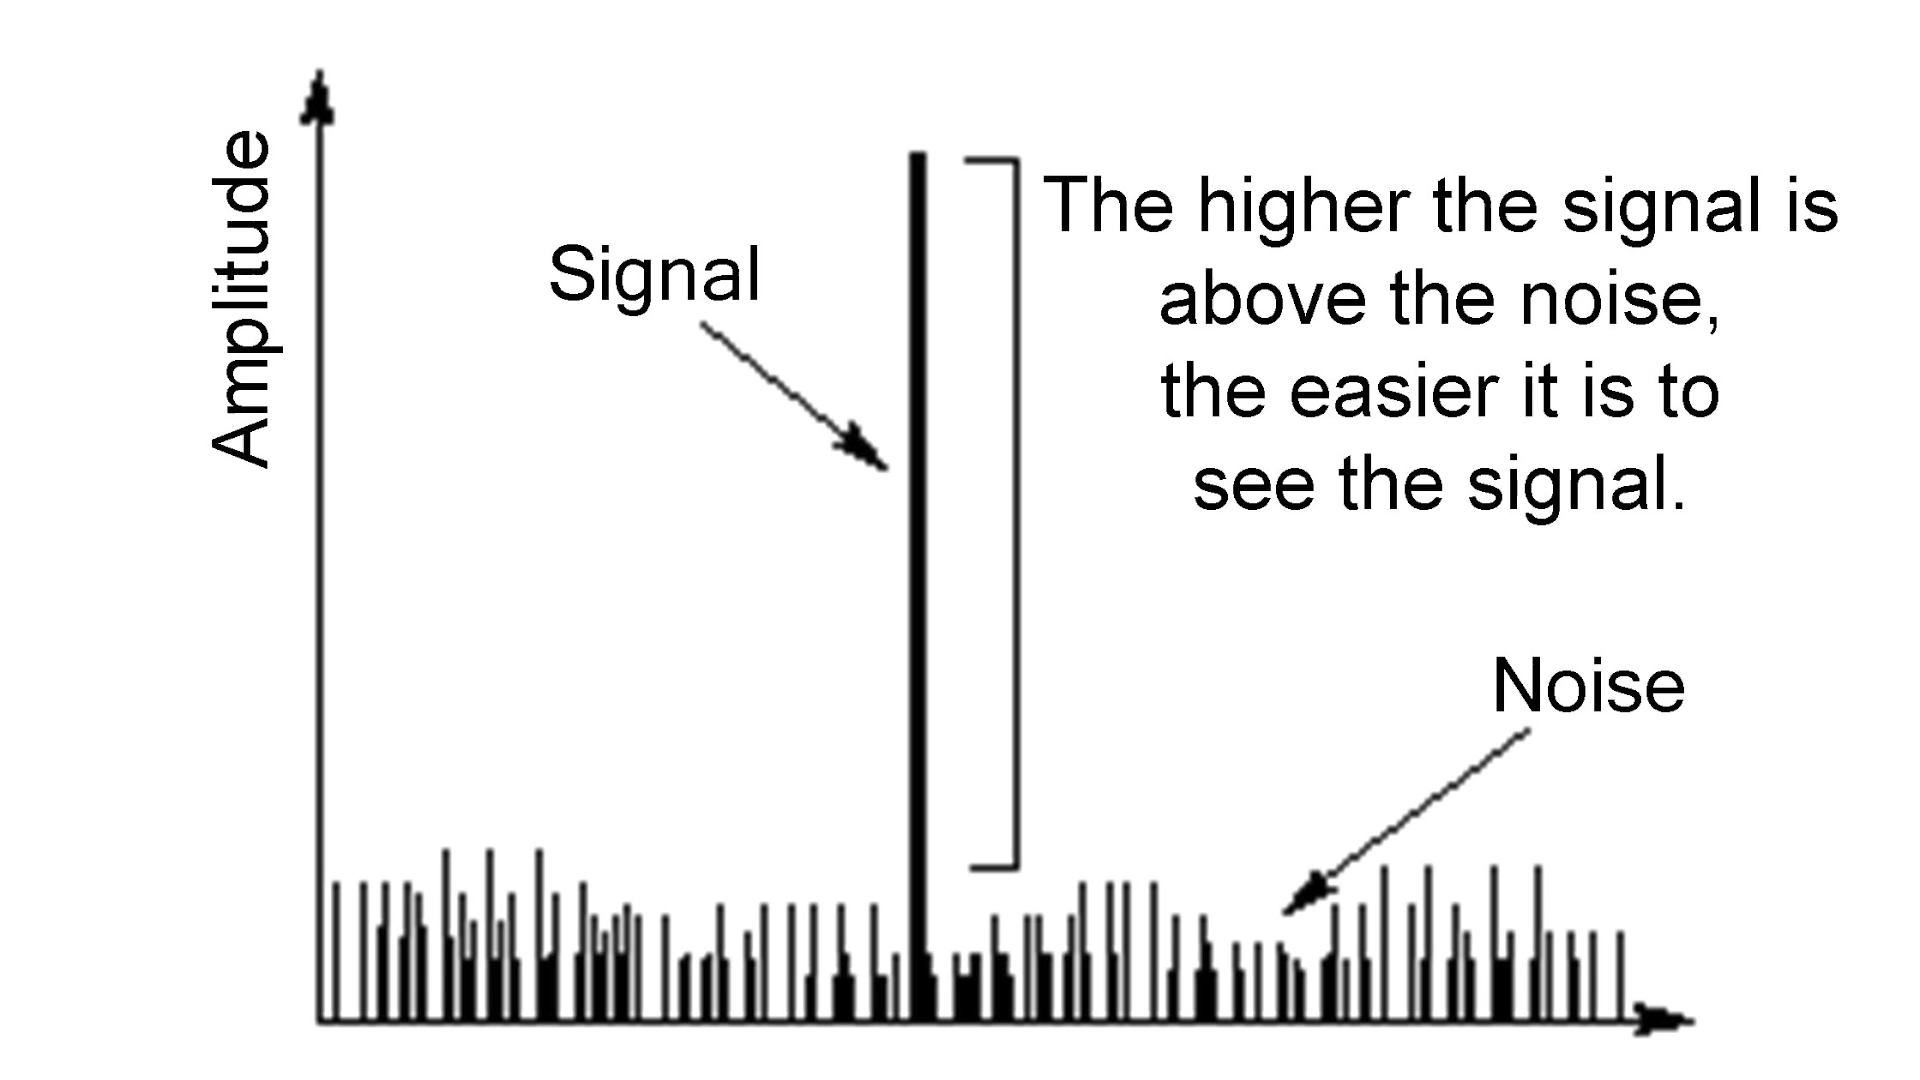 Amplitude
Signal
The higher the signal is
above the noise,
the easier it is to
see the signal.
Noise